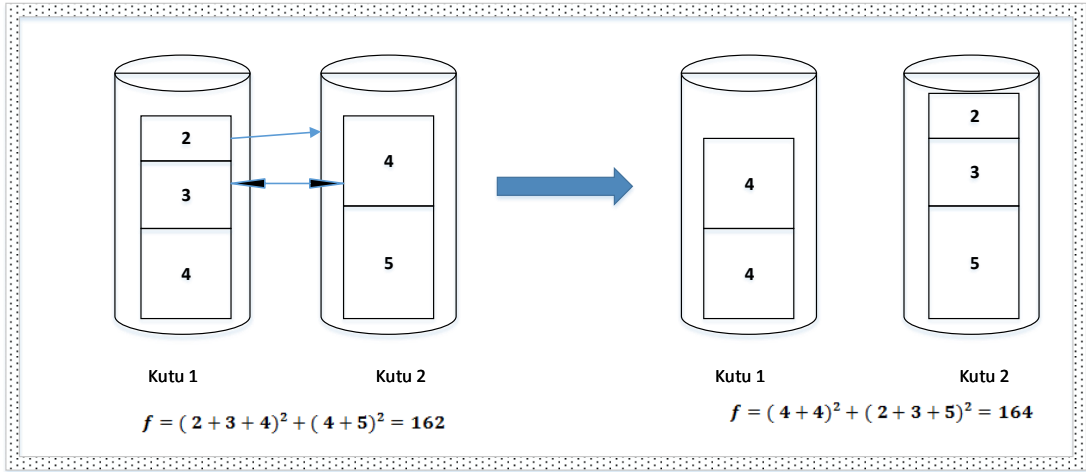 2
3
4
4
5
4
4
2
3
5
Kutu 1
Kutu 2
Kutu 1
Kutu 2
f = ( 2 + 3 + 4)² + ( 4 + 5)² = 162
f = ( 4 + 4)² + ( 2 + 3 + 5)² = 164